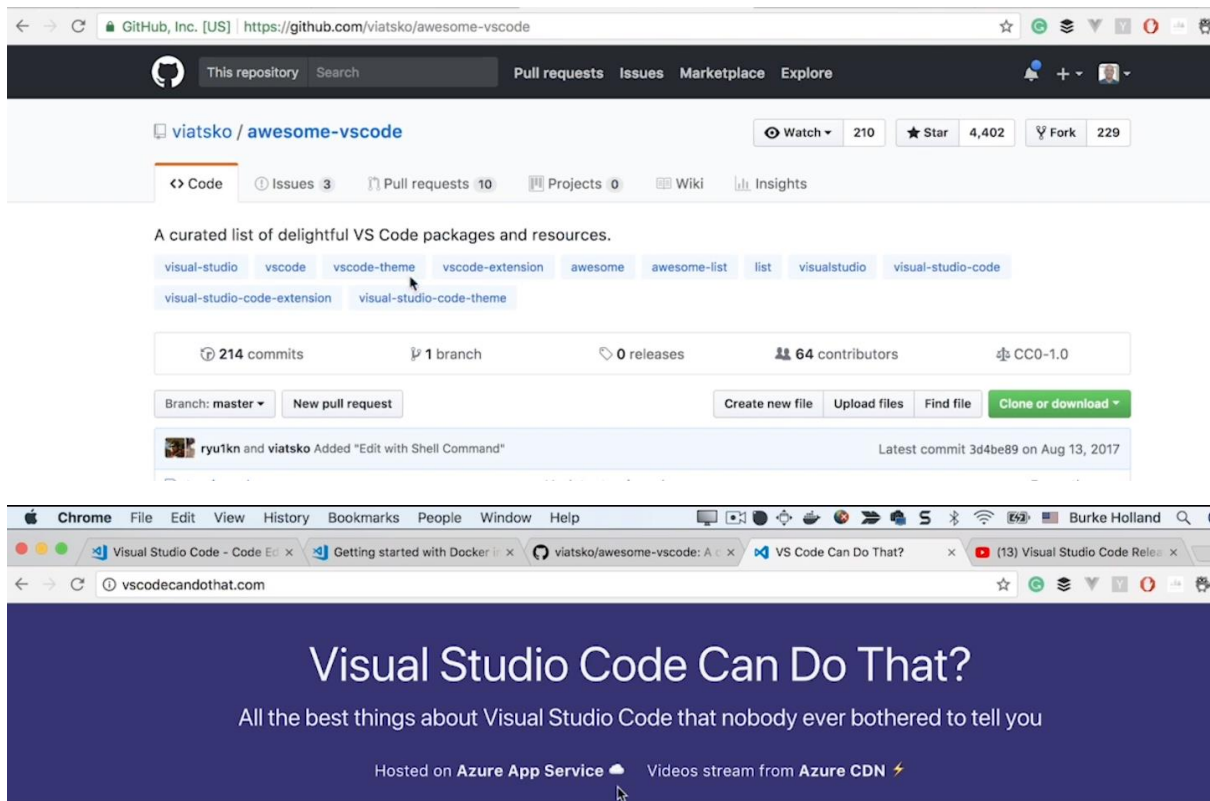 GitHub, Inc. [US] https://github.com/viatsko/awesome-vscode
This repository Search Pull requests Issues Marketplace Explore
viatsko / awesome-vscode Watch 210 Star 4,402 Fork 229
Code Issues 3 Pull requests 10 Projects 0 Wiki Insights
A curated list of delightful VS Code packages and resources.
visual-studio vscode vscode-theme vscode-extension awesome awesome-list list visualstudio visual-studio-code
visual-studio-code-extension visual-studio-code-theme
214 commits 1 branch 0 releases 64 contributors CC0-1.0
Branch: master New pull request Create new file Upload files Find file Clone or download
ryu1kn and viatsko Added "Edit with Shell Command" Latest commit 3d4be89 on Aug 13, 2017
Chrome File Edit View History Bookmarks People Window Help Burke Holland
Visual Studio Code - Code Ed Getting started with Docker i viatsko/awesome-vscode: A c VS Code Can Do That? (13) Visual Studio Code Relea
vscodecandothat.com
Visual Studio Code Can Do That?
All the best things about Visual Studio Code that nobody ever bothered to tell you
Hosted on Azure App Service ☁ Videos stream from Azure CDN ⚡